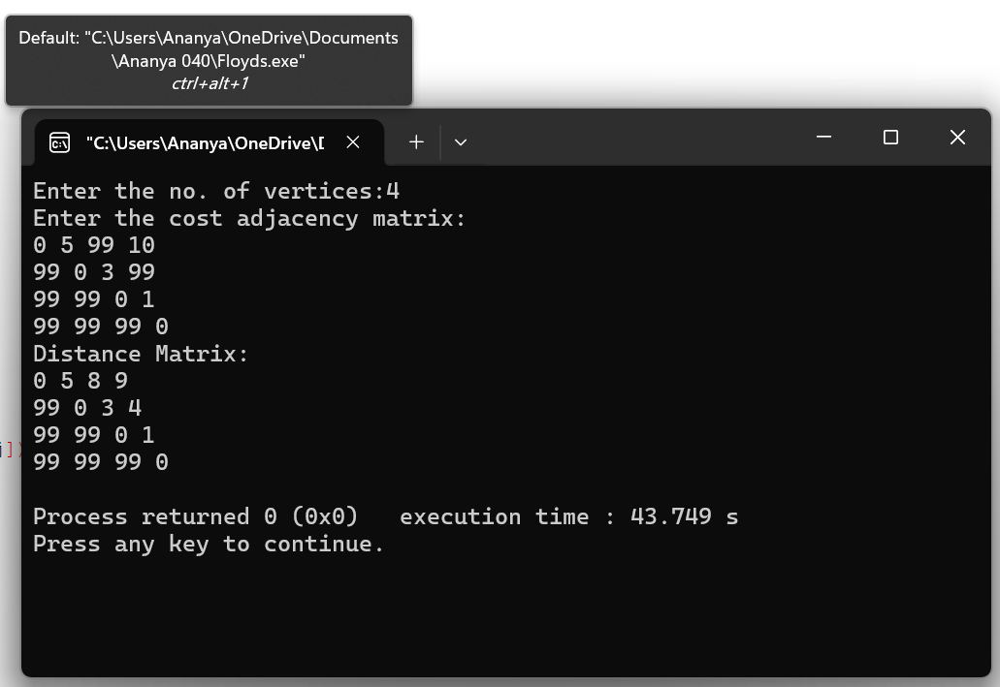 Default: "C:\Users\Ananya\OneDrive\Documents
\Ananya 040\Floyds.exe"
ctrl+alt+1
"C:\Users\Ananya\OneDrive\
Enter the no. of vertices:4
Enter the cost adjacency matrix:
0 5 99 10
99 0 3 99
99 99 0 1
99 99 99 0
Distance Matrix:
0 5 8 9
99 0 3 4
99 99 0 1
99 99 99 0
Process returned 0 (0x0)   execution time : 43.749 s
Press any key to continue.